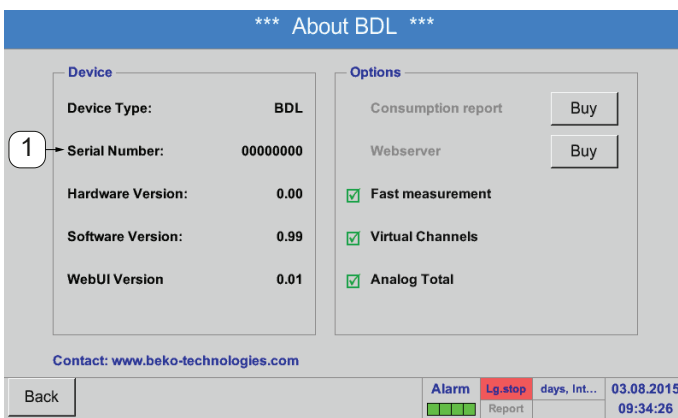 *** About BDL ***
Device
Device Type: BDL
1
Serial Number: 00000000
Hardware Version: 0.00
Software Version: 0.99
WebUI Version 0.01
Options
Consumption report Buy
Webserver Buy
Fast measurement
Virtual Channels
Analog Total
Contact: www.beko-technologies.com
Back
Alarm Lg.stop days, Int... 03.08.2015
Report 09:34:26